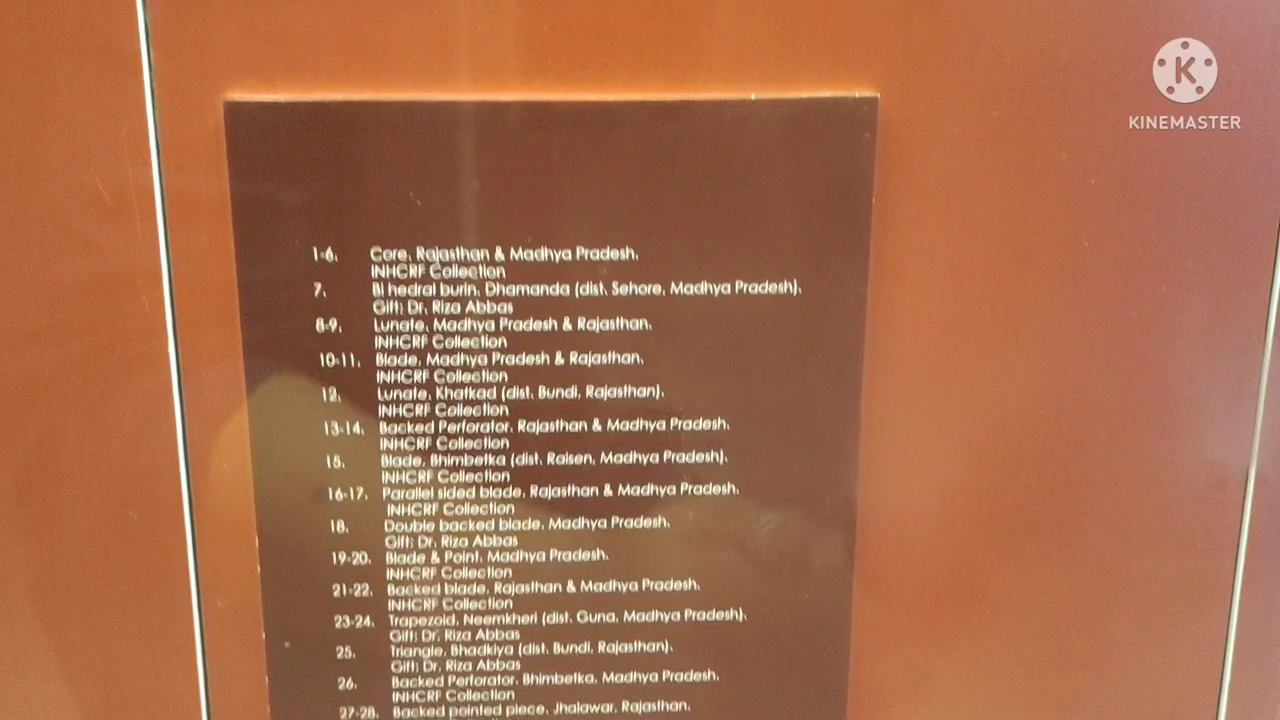 KINEMASTER
1-6. Core, Rajasthan & Madhya Pradesh.
INHCRF Collection
7. Bi hedral burin, Dhamanda (dist. Sehore, Madhya Pradesh).
Gift: Dr. Riza Abbas
8-9. Lunate, Madhya Pradesh & Rajasthan.
INHCRF Collection
10-11. Blade, Madhya Pradesh & Rajasthan.
INHCRF Collection
12. Lunate, Khatkad (dist. Bundi, Rajasthan).
INHCRF Collection
13-14. Backed Perforator, Rajasthan & Madhya Pradesh.
INHCRF Collection
15. Blade, Bhimbetka (dist. Raisen, Madhya Pradesh).
INHCRF Collection
16-17. Parallel sided blade, Rajasthan & Madhya Pradesh.
INHCRF Collection
18. Double backed blade, Madhya Pradesh.
Gift: Dr. Riza Abbas
19-20. Blade & Point, Madhya Pradesh.
INHCRF Collection
21-22. Backed blade, Rajasthan & Madhya Pradesh.
INHCRF Collection
23-24. Trapezoid, Neemkheri (dist. Guna, Madhya Pradesh).
Gift: Dr. Riza Abbas
25. Triangle, Bhadkiya (dist. Bundi, Rajasthan).
Gift: Dr. Riza Abbas
26. Backed Perforator, Bhimbetka, Madhya Pradesh.
INHCRF Collection
27-28. Backed pointed piece, Jhalawar, Rajasthan.